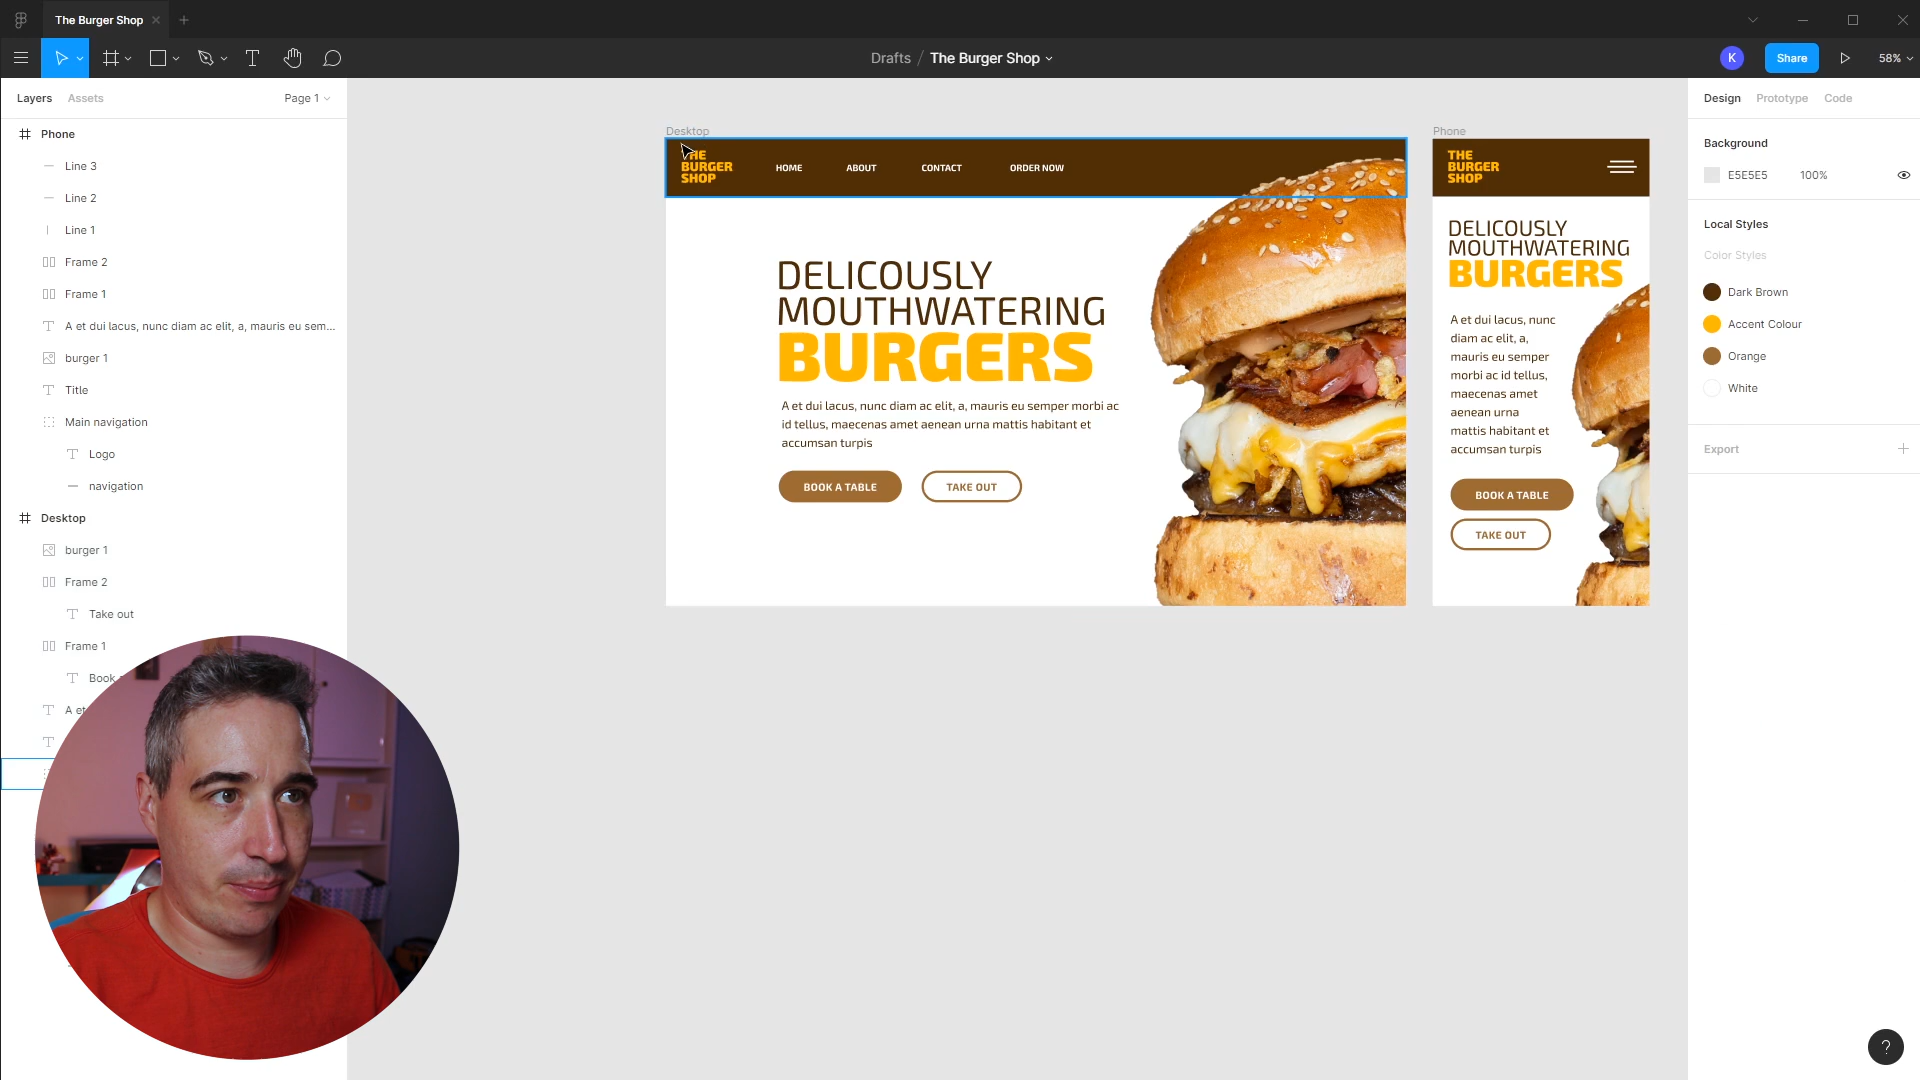 The Burger Shop
Drafts / The Burger Shop
K
Share
58%
Layers
Assets
Page 1
Phone
Line 3
Line 2
Line 1
Frame 2
Frame 1
A et dui lacus, nunc diam ac elit, a, mauris eu sem...
burger 1
Title
Main navigation
Logo
navigation
Desktop
burger 1
Frame 2
Take out
Frame 1
Book
A et
Desktop
THE
BURGER
SHOP
HOME
ABOUT
CONTACT
ORDER NOW
DELICOUSLY
MOUTHWATERING
BURGERS
A et dui lacus, nunc diam ac elit, a, mauris eu semper morbi ac
id tellus, maecenas amet aenean urna mattis habitant et
accumsan turpis
BOOK A TABLE
TAKE OUT
Phone
THE
BURGER
SHOP
DELICOUSLY
MOUTHWATERING
BURGERS
A et dui lacus, nunc
diam ac elit, a,
mauris eu semper
morbi ac id tellus,
maecenas amet
aenean urna
mattis habitant et
accumsan turpis
BOOK A TABLE
TAKE OUT
Design
Prototype
Code
Background
E5E5E5
100%
Local Styles
Color Styles
Dark Brown
Accent Colour
Orange
White
Export
?